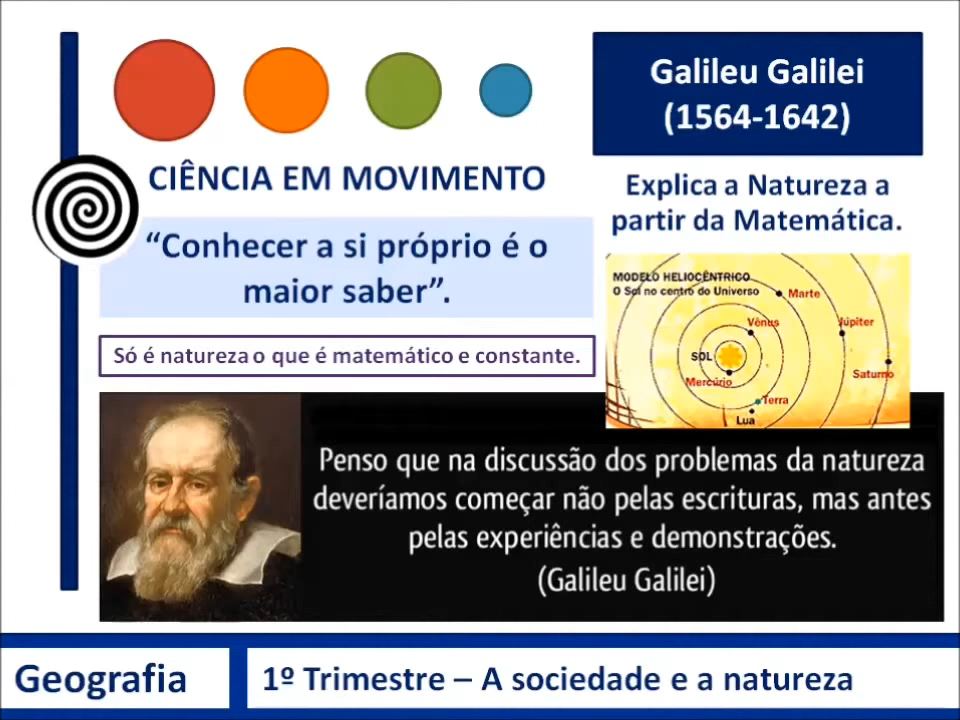 Galileu Galilei
(1564-1642)
CIÊNCIA EM MOVIMENTO
“Conhecer a si próprio é o
maior saber”.
Só é natureza o que é matemático e constante.
Explica a Natureza a
partir da Matemática.
MODELO HELIOCÊNTRICO
O Sol no centro do Universo
Marte
Vênus
Júpiter
SOL
Saturno
Mercúrio
Terra
Lua
Penso que na discussão dos problemas da natureza
deveríamos começar não pelas escrituras, mas antes
pelas experiências e demonstrações.
(Galileu Galilei)
Geografia
1º Trimestre – A sociedade e a natureza